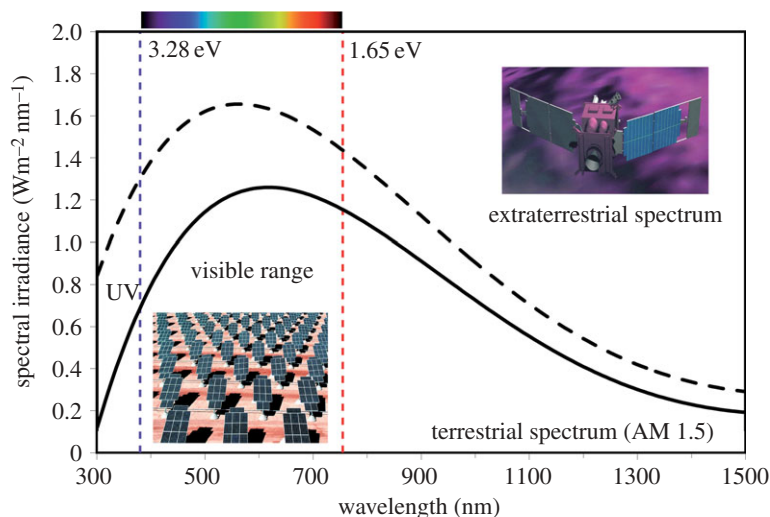 3.28 eV
1.65 eV
2.0
1.8
1.6
1.4
1.2
1.0
0.8
0.6
0.4
0.2
0
spectral irradiance (Wm⁻² nm⁻¹)
extraterrestrial spectrum
UV
visible range
terrestrial spectrum (AM 1.5)
300 500 700 900 1100 1300 1500
wavelength (nm)